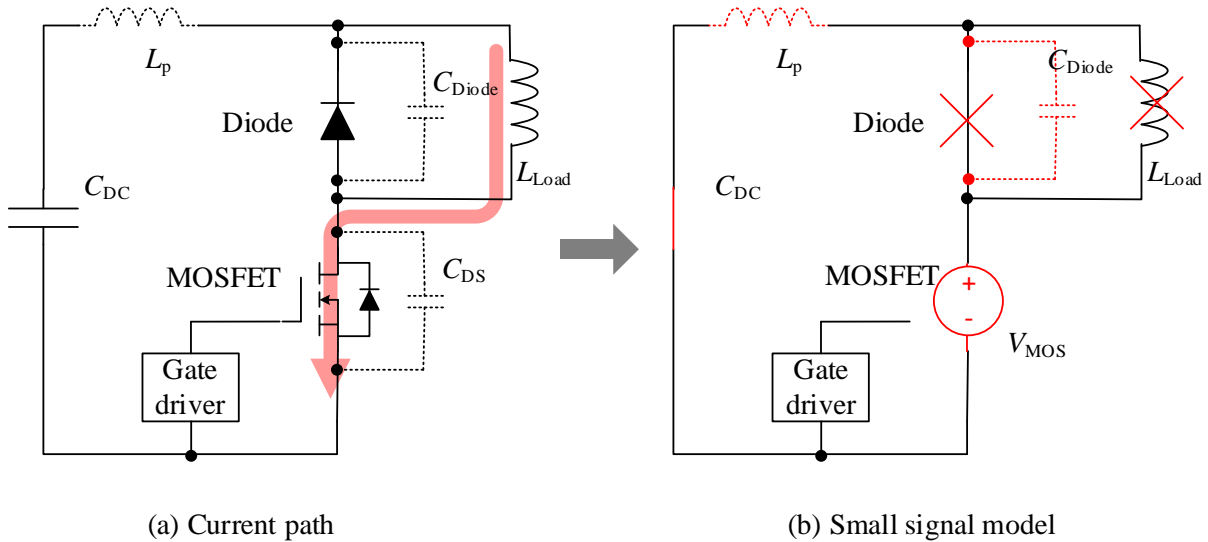 Lp
CDiode
Diode
LLoad
CDC
MOSFET
CDS
Gate
driver
(a) Current path
Lp
CDiode
Diode
LLoad
CDC
MOSFET
+
-
VMOS
Gate
driver
(b) Small signal model